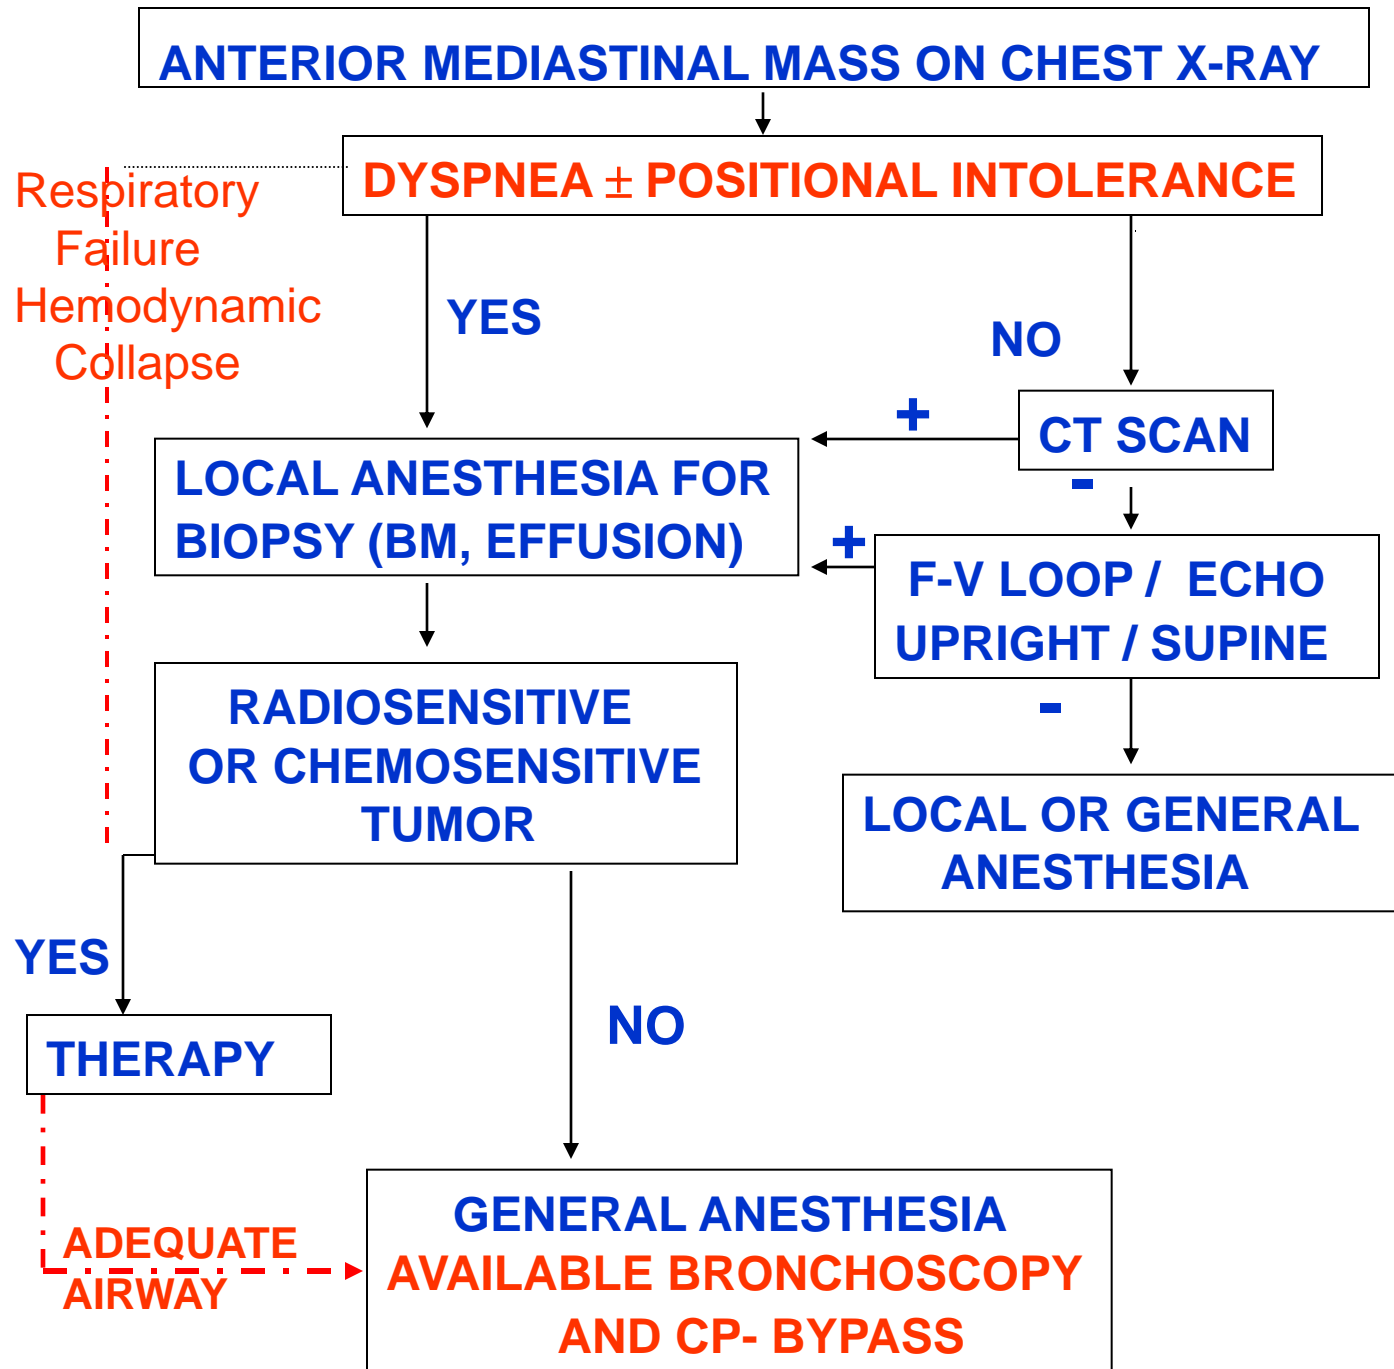 ANTERIOR MEDIASTINAL MASS ON CHEST X-RAY
DYSPNEA ± POSITIONAL INTOLERANCE
Respiratory
Failure
Hemodynamic
Collapse
YES
NO
+
CT SCAN
-
LOCAL ANESTHESIA FOR
BIOPSY (BM, EFFUSION)
+
F-V LOOP / ECHO
UPRIGHT / SUPINE
-
RADIOSENSITIVE
OR CHEMOSENSITIVE
TUMOR
LOCAL OR GENERAL
ANESTHESIA
YES
NO
THERAPY
ADEQUATE
AIRWAY
GENERAL ANESTHESIA
AVAILABLE BRONCHOSCOPY
AND CP- BYPASS